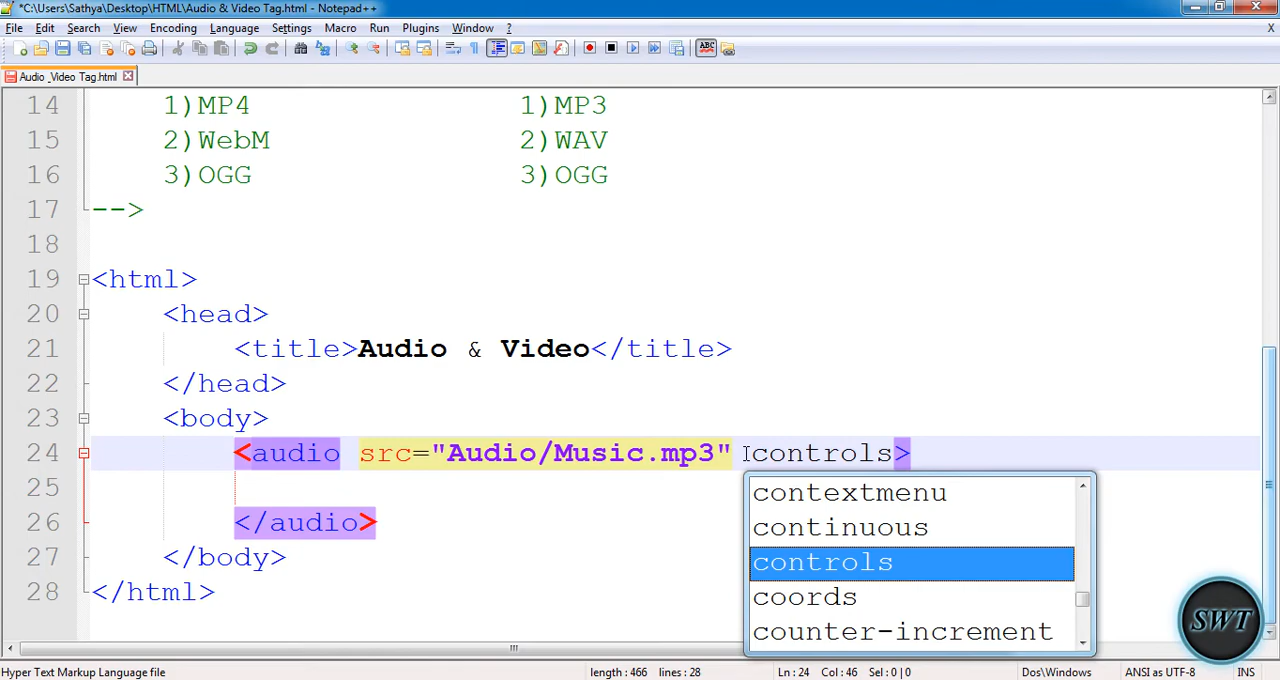 *C:\Users\Sathya\Desktop\HTML\Audio & Video Tag.html - Notepad++
File Edit Search View Encoding Language Settings Macro Run Plugins Window ? X
ABC
Audio _Video Tag.html
14 1)MP4 1)MP3
15 2)WebM 2)WAV
16 3)OGG 3)OGG
17 -->
18
19 <html>
20 <head>
21 <title>Audio & Video</title>
22 </head>
23 <body>
24 <audio src="Audio/Music.mp3" controls>
25
26 </audio>
27 </body>
28 </html>
contextmenu
continuous
controls
coords
counter-increment
SWT
Hyper Text Markup Language file length : 466 lines : 28 Ln : 24 Col : 46 Sel : 0 | 0 Dos\Windows ANSI as UTF-8 INS